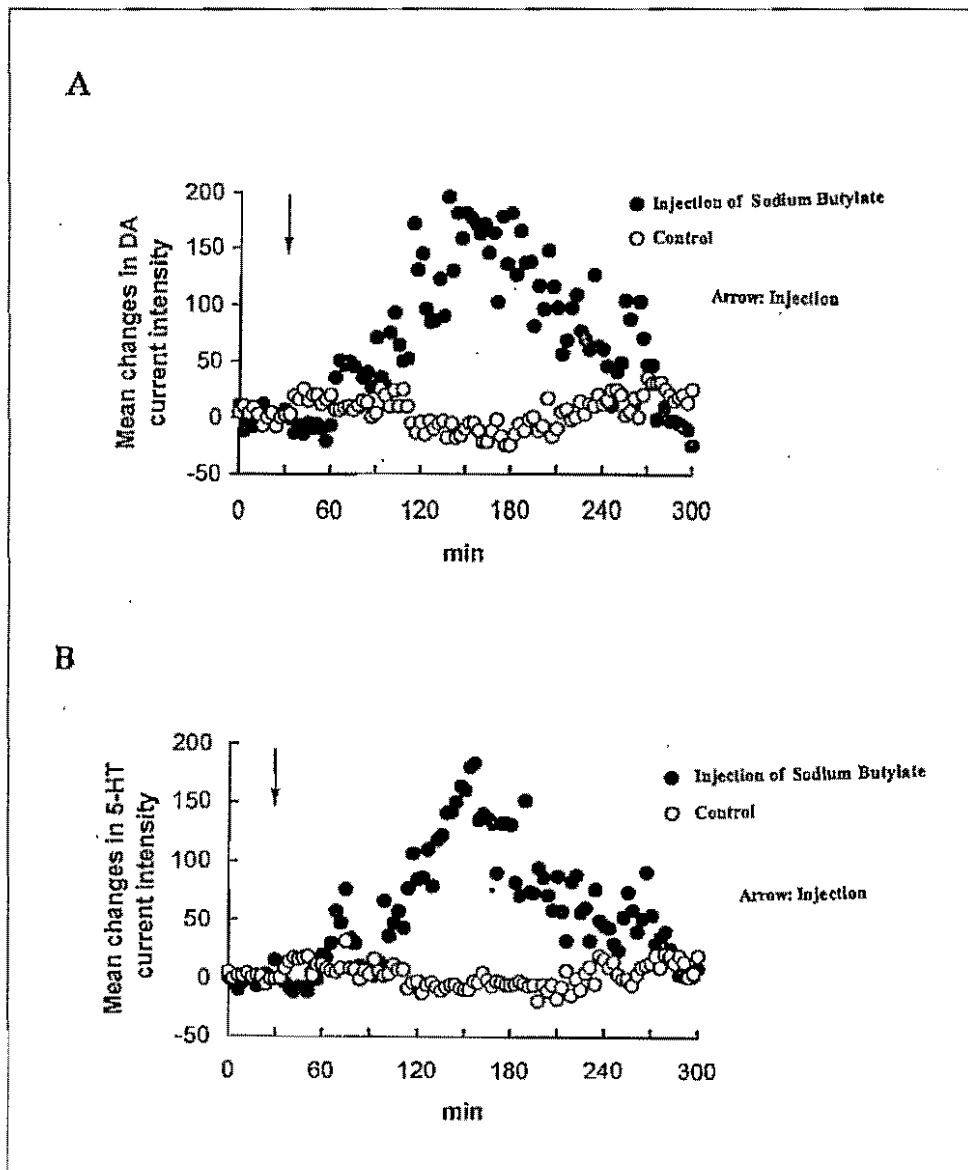 A
Mean changes in DA
current intensity
200
150
100
50
0
-50
0
60
120
180
240
300
min
Injection of Sodium Butylate
Control
Arrow: Injection
B
Mean changes in 5-HT
current intensity
200
150
100
50
0
-50
0
60
120
180
240
300
min
Injection of Sodium Butylate
Control
Arrow: Injection